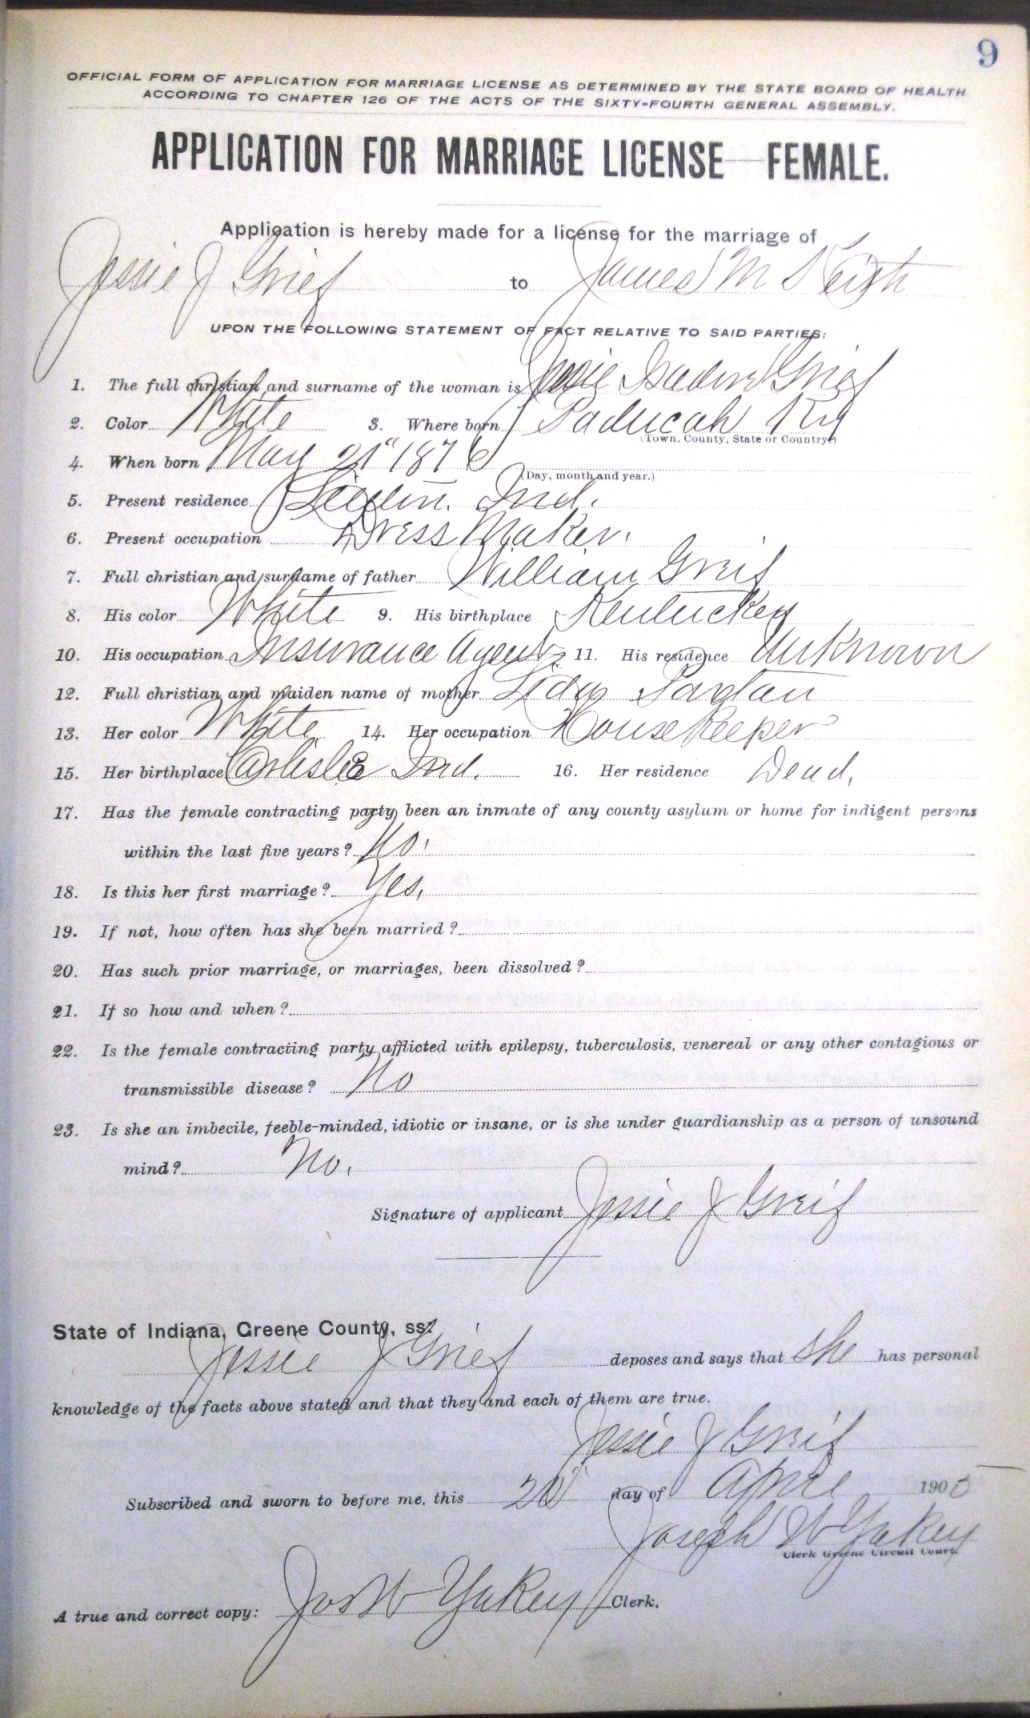 9
OFFICIAL FORM OF APPLICATION FOR MARRIAGE LICENSE AS DETERMINED BY THE STATE BOARD OF HEALTH
ACCORDING TO CHAPTER 126 OF THE ACTS OF THE SIXTY-FOURTH GENERAL ASSEMBLY.
APPLICATION FOR MARRIAGE LICENSE—FEMALE.
Application is hereby made for a license for the marriage of
Jessie J Grief to James M
UPON THE FOLLOWING STATEMENT OF FACT RELATIVE TO SAID PARTIES:
1. The full christian and surname of the woman is Jessie Grief
2. Color White 3. Where born Paducah Ky
(Town, County, State or Country)
4. When born May 21" 1876
(Day, month and year.)
5. Present residence Ind.
6. Present occupation Dress Maker.
7. Full christian and surname of father William Greif
8. His color White 9. His birthplace Kentuckey
10. His occupation Insurance Agent 11. His residence Unknown
12. Full christian and maiden name of mother
13. Her color White 14. Her occupation Housekeeper
15. Her birthplace Carlisle Ind. 16. Her residence Dead.
17. Has the female contracting party been an inmate of any county asylum or home for indigent persons
within the last five years? No.
18. Is this her first marriage? Yes.
19. If not, how often has she been married?
20. Has such prior marriage, or marriages, been dissolved?
21. If so how and when?
22. Is the female contracting party afflicted with epilepsy, tuberculosis, venereal or any other contagious or
transmissible disease? No
23. Is she an imbecile, feeble-minded, idiotic or insane, or is she under guardianship as a person of unsound
mind? No.
Signature of applicant Jessie J Greif
State of Indiana, Greene County, ss:
Jessie J Grief deposes and says that she has personal
knowledge of the facts above stated and that they and each of them are true.
Jessie J Greif
Subscribed and sworn to before me, this 20" day of April 1905
Joseph W Yakey
Clerk Greene Circuit Court.
A true and correct copy: Jos W Yakey Clerk.